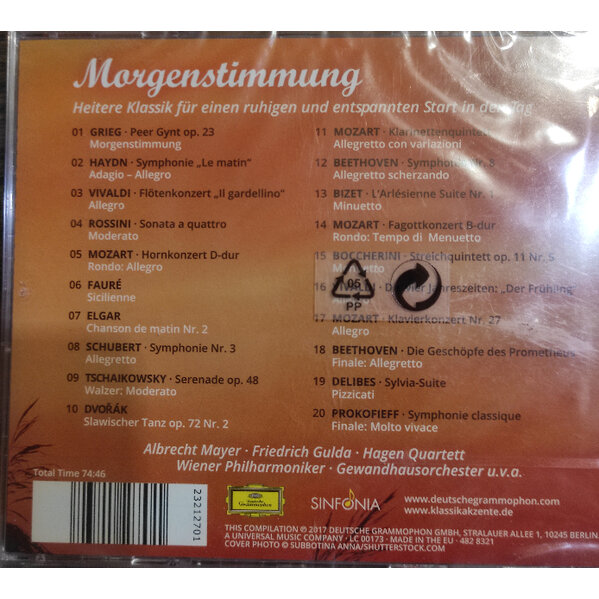 Morgenstimmung
Heitere Klassik für einen ruhigen und entspannten Start in den Tag
01 GRIEG · Peer Gynt op. 23
Morgenstimmung
02 HAYDN · Symphonie „Le matin“
Adagio – Allegro
03 VIVALDI · Flötenkonzert „Il gardellino“
Allegro
04 ROSSINI · Sonata a quattro
Moderato
05 MOZART · Hornkonzert D-dur
Rondo: Allegro
06 FAURÉ
Sicilienne
07 ELGAR
Chanson de matin Nr. 2
08 SCHUBERT · Symphonie Nr. 3
Allegretto
09 TSCHAIKOWSKY · Serenade op. 48
Walzer: Moderato
10 DVOŘÁK
Slawischer Tanz op. 72 Nr. 2
11 MOZART · Klarinettenquintett
Allegretto con variazioni
12 BEETHOVEN · Symphonie Nr. 8
Allegretto scherzando
13 BIZET · L'Arlésienne Suite Nr. 1
Minuetto
14 MOZART · Fagottkonzert B-dur
Rondo: Tempo di Menuetto
15 BOCCHERINI · Streichquintett op. 11 Nr. 5
16 Jahreszeiten: „Der Frühling“
17 MOZART · Klavierkonzert Nr. 27
Allegro
18 BEETHOVEN · Die Geschöpfe des Prometheus
Finale: Allegretto
19 DELIBES · Sylvia-Suite
Pizzicati
20 PROKOFIEFF · Symphonie classique
Finale: Molto vivace
05
PP
Albrecht Mayer · Friedrich Gulda · Hagen Quartett
Wiener Philharmoniker · Gewandhausorchester u.v.a.
Total Time 74:46
23212701
Deutsche Grammophon
SINFONIA
www.deutschegrammophon.com
www.klassikakzente.de
THIS COMPILATION ℗ 2017 DEUTSCHE GRAMMOPHON GMBH, STRALAUER ALLEE 1, 10245 BERLIN
A UNIVERSAL MUSIC COMPANY · LC 00173 · MADE IN THE EU · 482 8321
COVER PHOTO © SUBBOTINA ANNA/SHUTTERSTOCK.COM